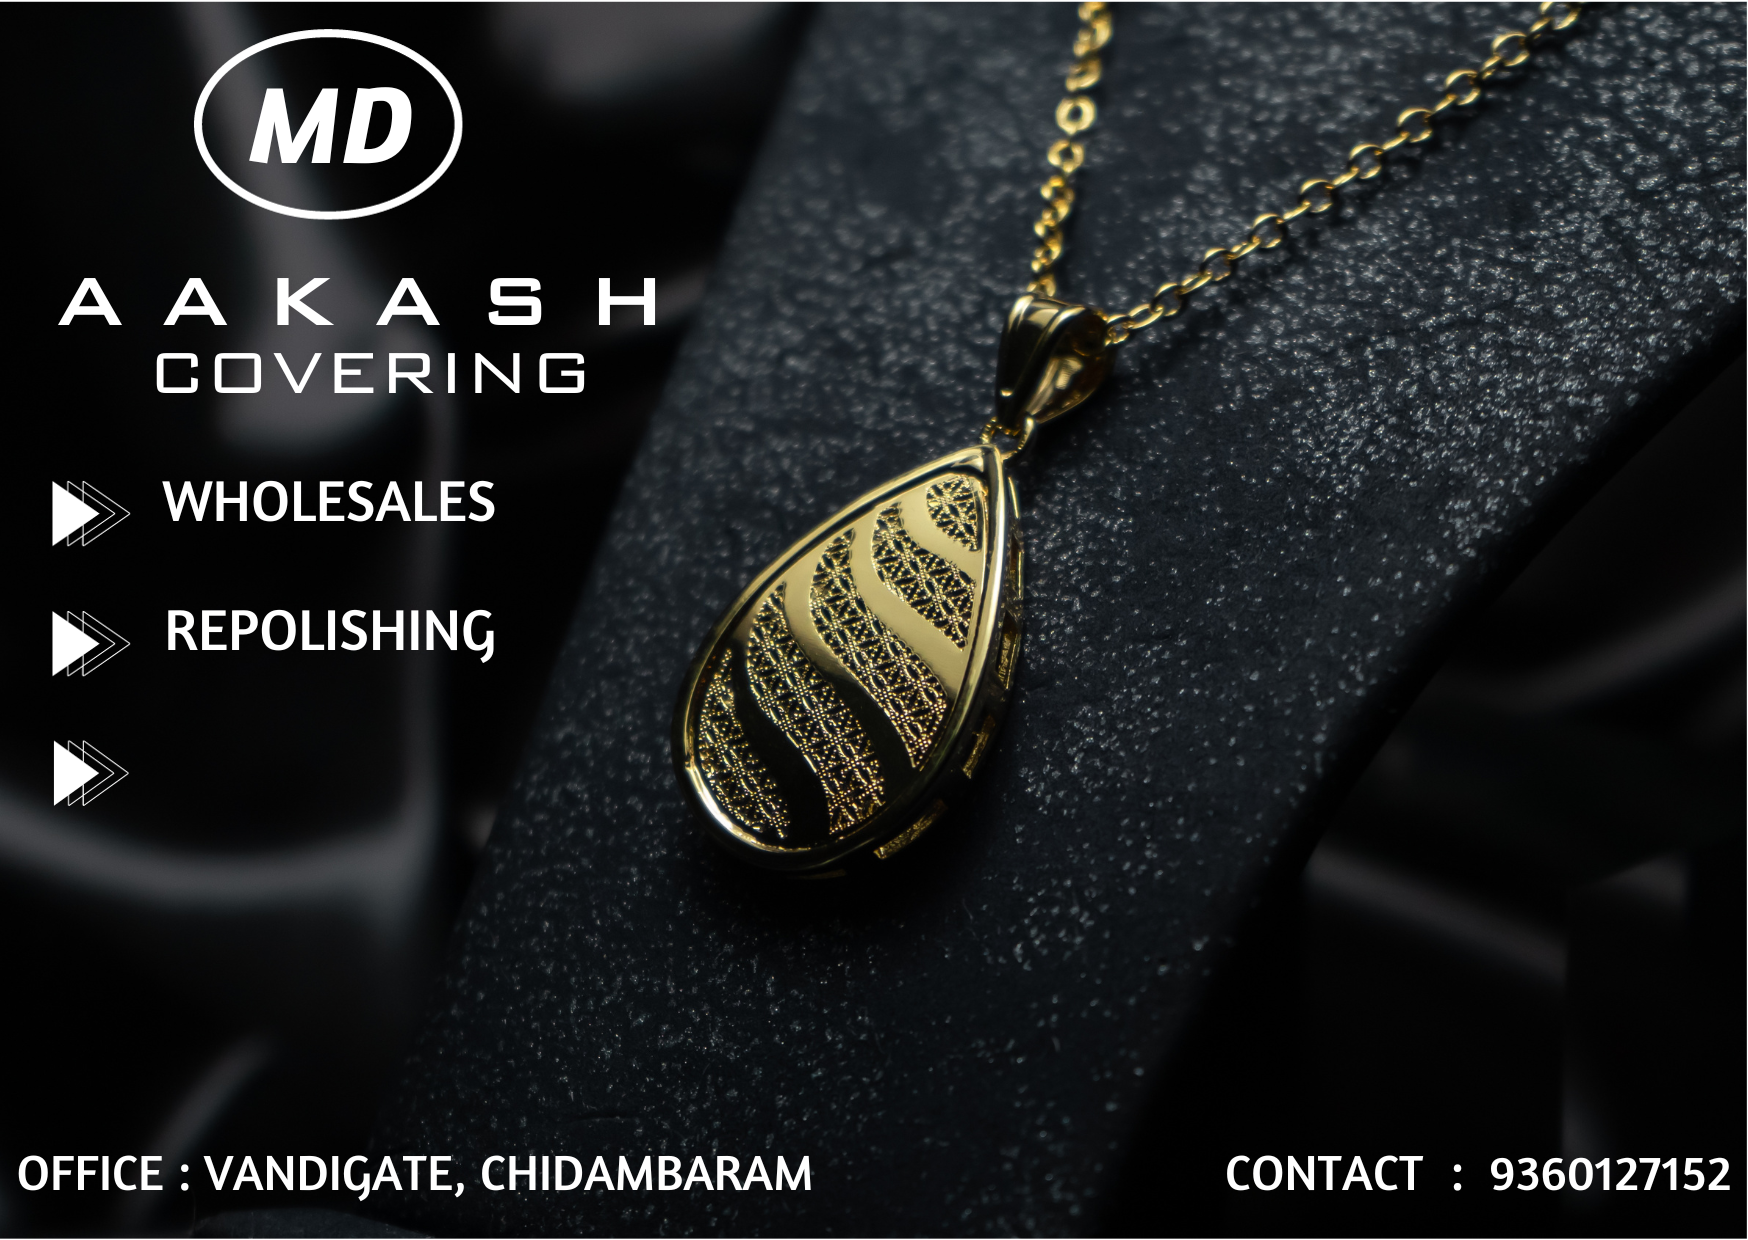 MD
AAKASH
COVERING
WHOLESALES
REPOLISHING
OFFICE : VANDIGATE, CHIDAMBARAM
CONTACT : 9360127152